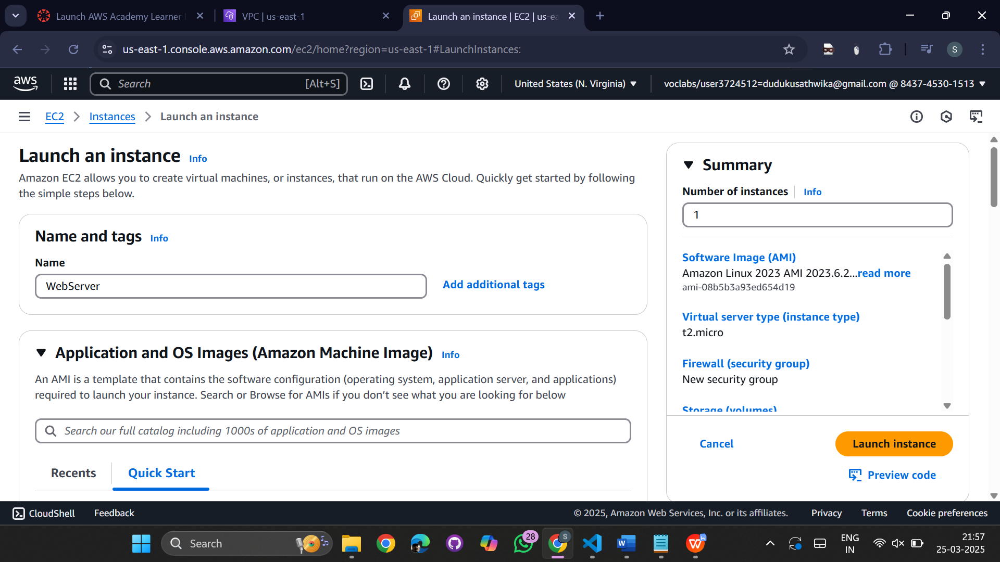 Launch AWS Academy Learner
VPC | us-east-1
Launch an instance | EC2 | us-ea
us-east-1.console.aws.amazon.com/ec2/home?region=us-east-1#LaunchInstances:
S
aws
Search
[Alt+S]
United States (N. Virginia)
voclabs/user3724512=dudukusathwika@gmail.com @ 8437-4530-1513
EC2
Instances
Launch an instance
Launch an instance
Info
Amazon EC2 allows you to create virtual machines, or instances, that run on the AWS Cloud. Quickly get started by following
the simple steps below.
Name and tags
Info
Name
WebServer
Add additional tags
Application and OS Images (Amazon Machine Image)
Info
An AMI is a template that contains the software configuration (operating system, application server, and applications)
required to launch your instance. Search or Browse for AMIs if you don’t see what you are looking for below
Search our full catalog including 1000s of application and OS images
Recents
Quick Start
Summary
Number of instances
Info
1
Software Image (AMI)
Amazon Linux 2023 AMI 2023.6.2...read more
ami-08b5b3a93ed654d19
Virtual server type (instance type)
t2.micro
Firewall (security group)
New security group
Storage (volumes)
Cancel
Launch instance
Preview code
CloudShell
Feedback
© 2025, Amazon Web Services, Inc. or its affiliates.
Privacy
Terms
Cookie preferences
Search
28
S
W
W
ENG
IN
21:57
25-03-2025